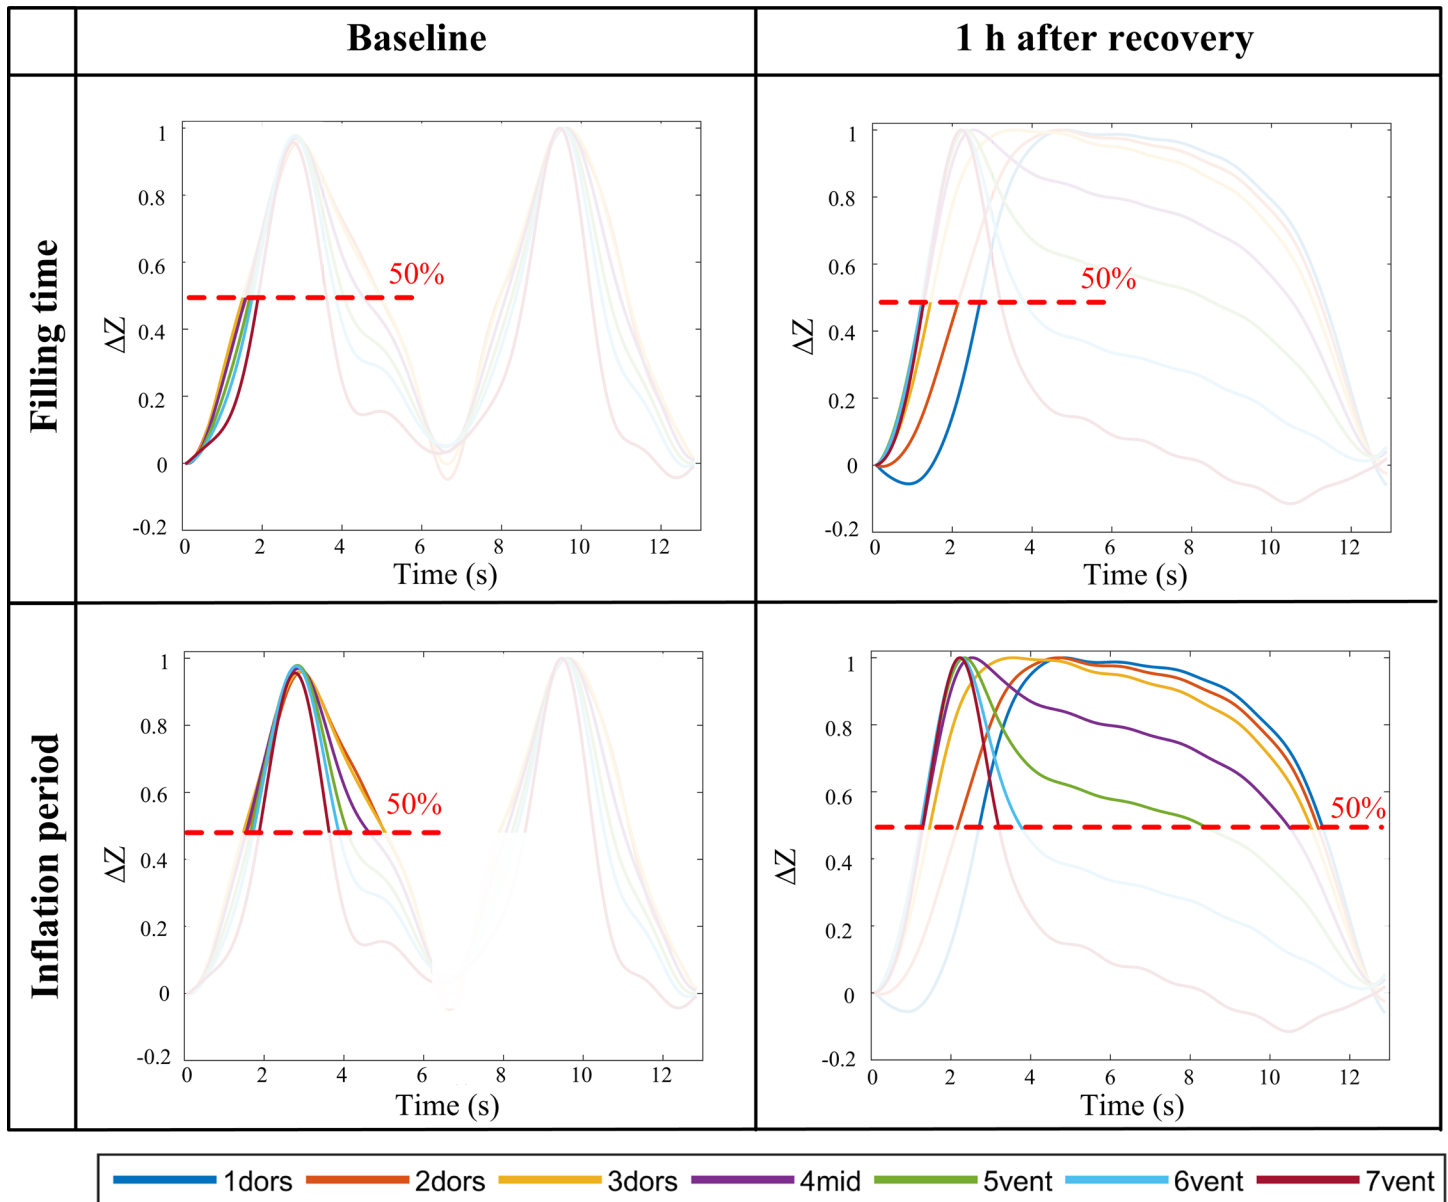 Baseline
1 h after recovery
Filling time
1
0.8
0.6
0.4
0.2
0
-0.2
ΔZ
50%
0 2 4 6 8 10 12
Time (s)
1
0.8
0.6
0.4
0.2
0
-0.2
ΔZ
50%
0 2 4 6 8 10 12
Time (s)
Inflation period
1
0.8
0.6
0.4
0.2
0
-0.2
ΔZ
50%
0 2 4 6 8 10 12
Time (s)
1
0.8
0.6
0.4
0.2
0
-0.2
ΔZ
50%
0 2 4 6 8 10 12
Time (s)
1dors 2dors 3dors 4mid 5vent 6vent 7vent